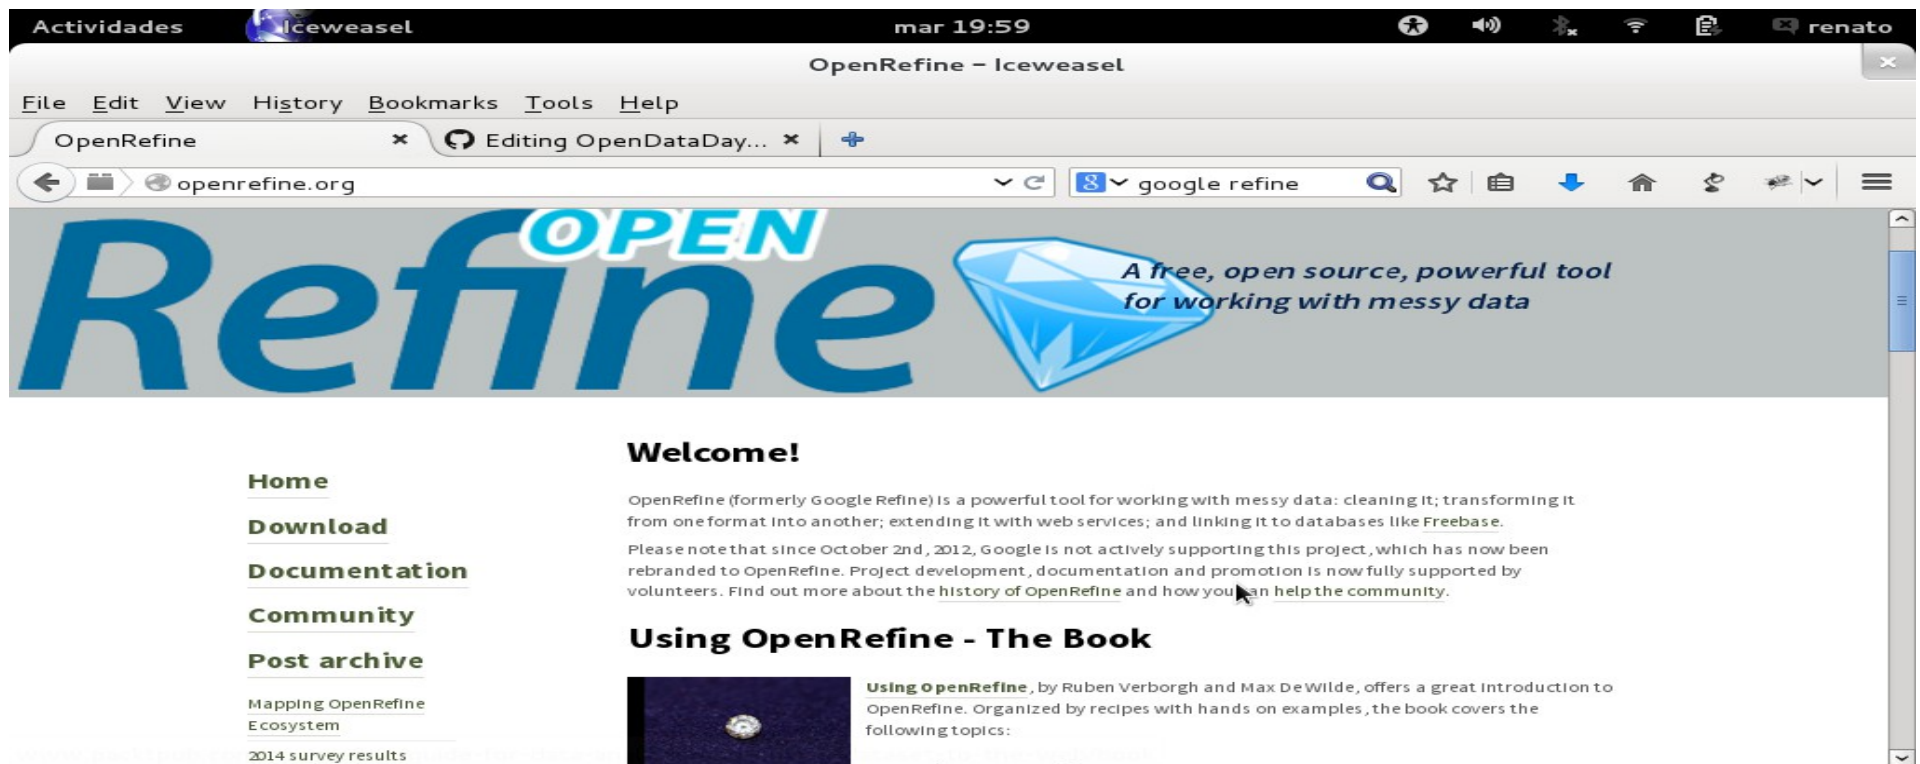 Actividades Iceweasel mar 19:59 renato
OpenRefine – Iceweasel
File Edit View History Bookmarks Tools Help
OpenRefine Editing OpenDataDay...
openrefine.org google refine
OPEN
Refine
A free, open source, powerful tool
for working with messy data
Home
Download
Documentation
Community
Post archive
Mapping OpenRefine
Ecosystem
2014 survey results
Welcome!
OpenRefine (formerly Google Refine) is a powerful tool for working with messy data: cleaning it; transforming it
from one format into another; extending it with web services; and linking it to databases like Freebase.
Please note that since October 2nd, 2012, Google is not actively supporting this project, which has now been
rebranded to OpenRefine. Project development, documentation and promotion is now fully supported by
volunteers. Find out more about the history of OpenRefine and how you can help the community.
Using OpenRefine - The Book
Using OpenRefine, by Ruben Verborgh and Max De Wilde, offers a great introduction to
OpenRefine. Organized by recipes with hands on examples, the book covers the
following topics: